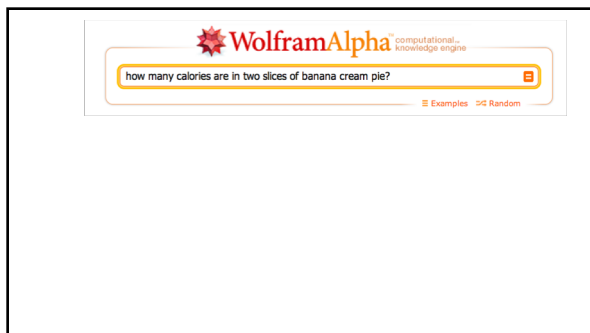 WolframAlpha computational knowledge engine
how many calories are in two slices of banana cream pie?
Examples Random